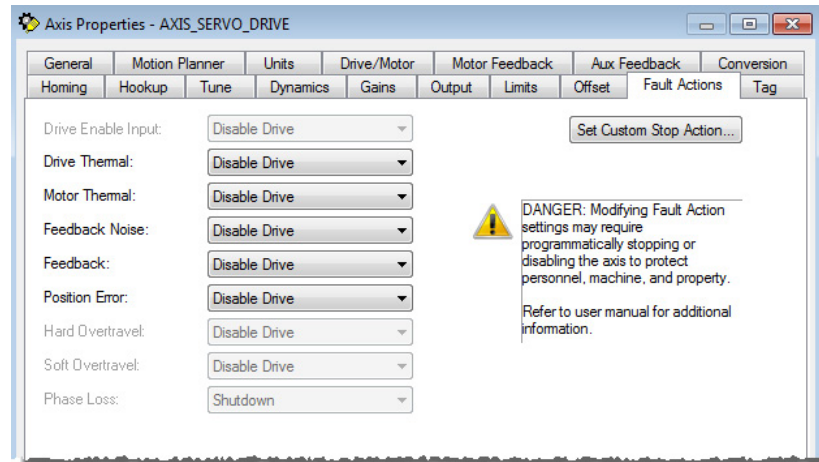 Axis Properties - AXIS_SERVO_DRIVE
General Motion Planner Units Drive/Motor Motor Feedback Aux Feedback Conversion
Homing Hookup Tune Dynamics Gains Output Limits Offset Fault Actions Tag
Drive Enable Input: Disable Drive
Set Custom Stop Action...
Drive Thermal: Disable Drive
Motor Thermal: Disable Drive
Feedback Noise: Disable Drive
Feedback: Disable Drive
Position Error: Disable Drive
Hard Overtravel: Disable Drive
Soft Overtravel: Disable Drive
Phase Loss: Shutdown
DANGER: Modifying Fault Action
settings may require
programmatically stopping or
disabling the axis to protect
personnel, machine, and property.
Refer to user manual for additional
information.